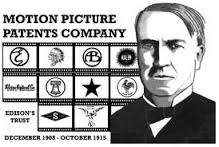 MOTION PICTURE
PATENTS COMPANY
EDISON'S
TRUST
DECEMBER 1908 - OCTOBER 1915